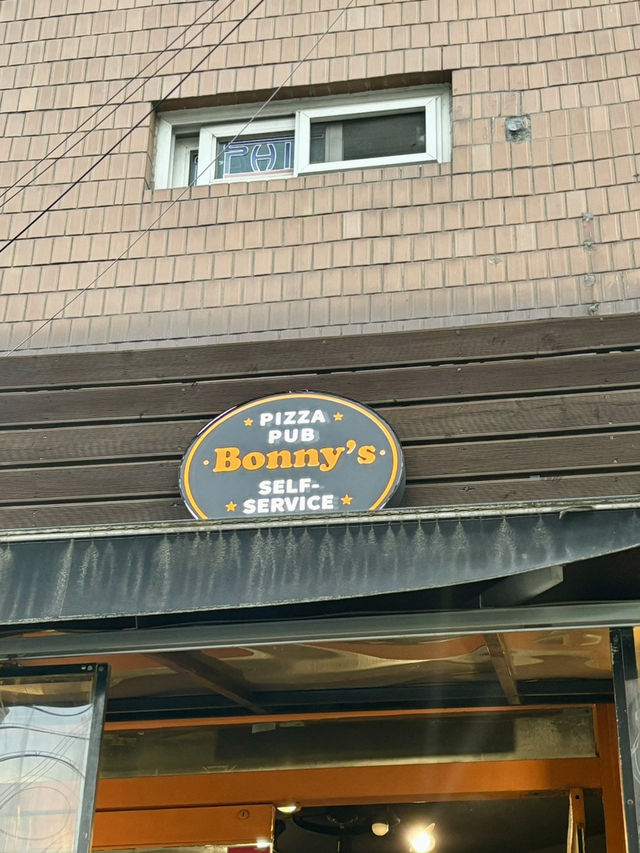 PHI
PIZZA
PUB
Bonny's
SELF-
SERVICE